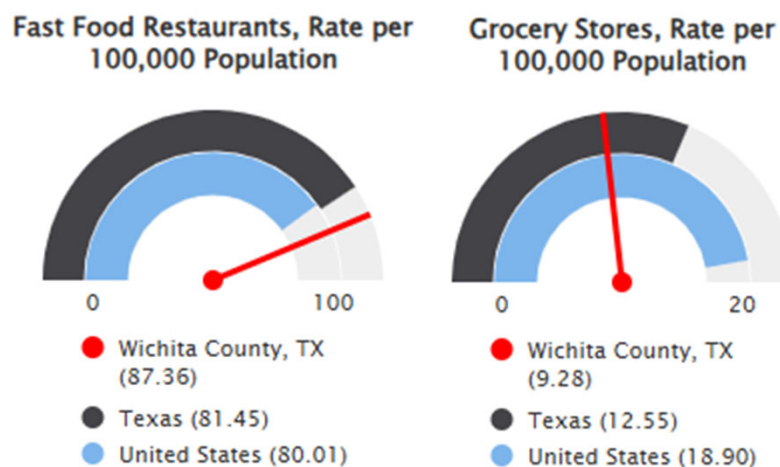 Fast Food Restaurants, Rate per
100,000 Population
0
100
Wichita County, TX
(87.36)
Texas (81.45)
United States (80.01)
Grocery Stores, Rate per
100,000 Population
0
20
Wichita County, TX
(9.28)
Texas (12.55)
United States (18.90)